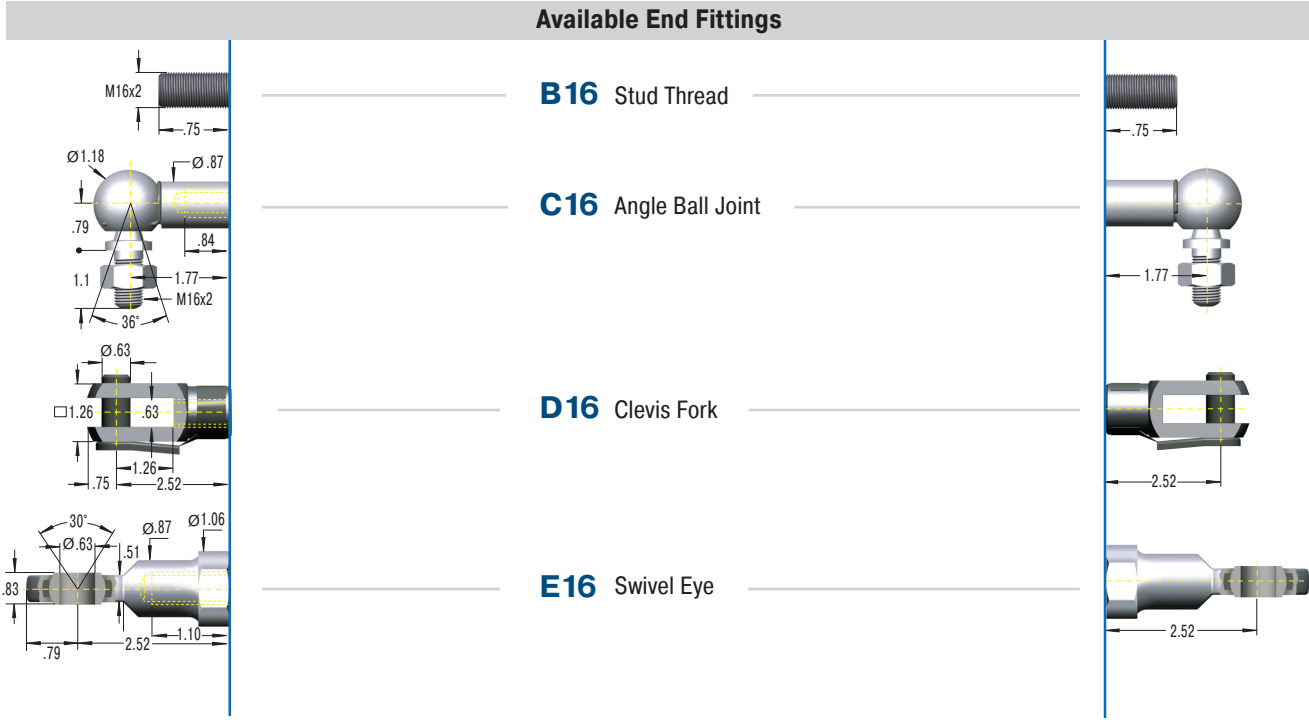 Available End Fittings
M16x2
.75
B16 Stud Thread
.75
Ø1.18
Ø.87
.79
.84
1.1
1.77
M16x2
36°
C16 Angle Ball Joint
1.77
Ø.63
□1.26
.63
1.26
.75
2.52
D16 Clevis Fork
2.52
30°
Ø.63
.51
Ø.87
Ø1.06
.83
1.10
2.52
.79
E16 Swivel Eye
2.52